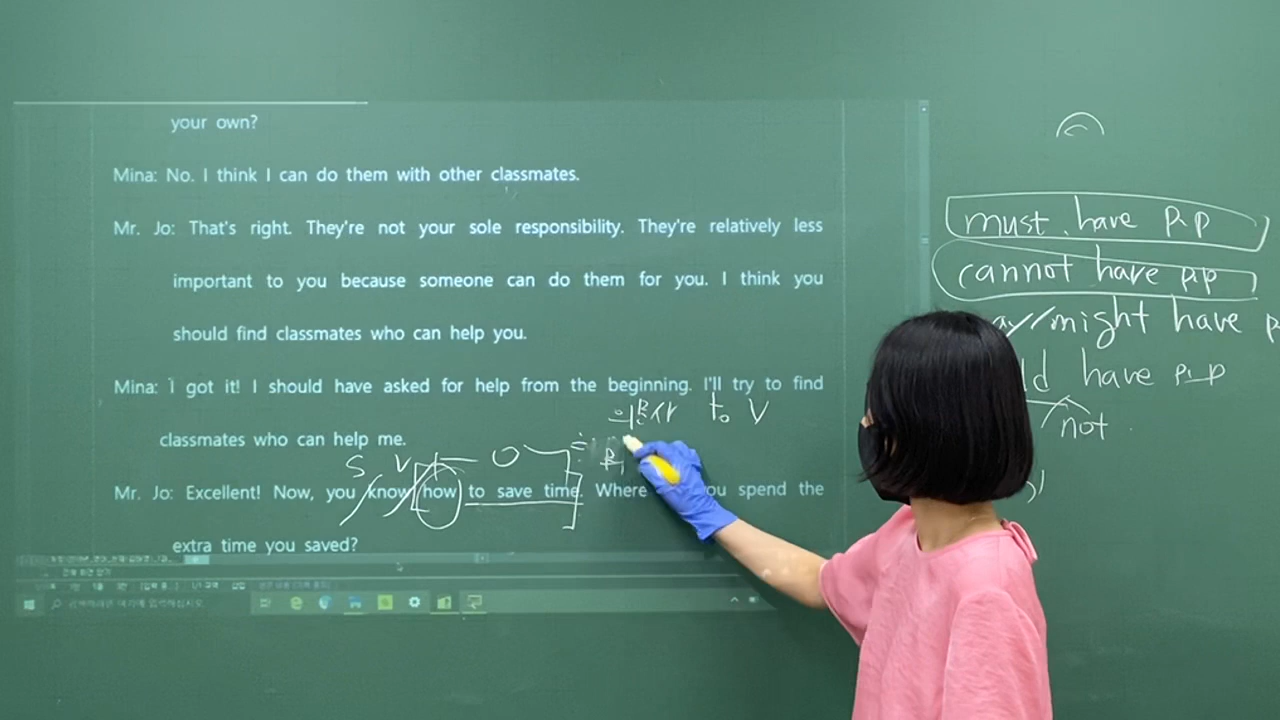 your own?
Mina: No. I think I can do them with other classmates.
Mr. Jo: That's right. They're not your sole responsibility. They're relatively less
important to you because someone can do them for you. I think you
should find classmates who can help you.
Mina: I got it! I should have asked for help from the beginning. I'll try to find
의문사 to V
classmates who can help me.
S V O
Mr. Jo: Excellent! Now, you know how to save time. Where you spend the
extra time you saved?
must have p.p
cannot have p.p
/might have
have p.p
not